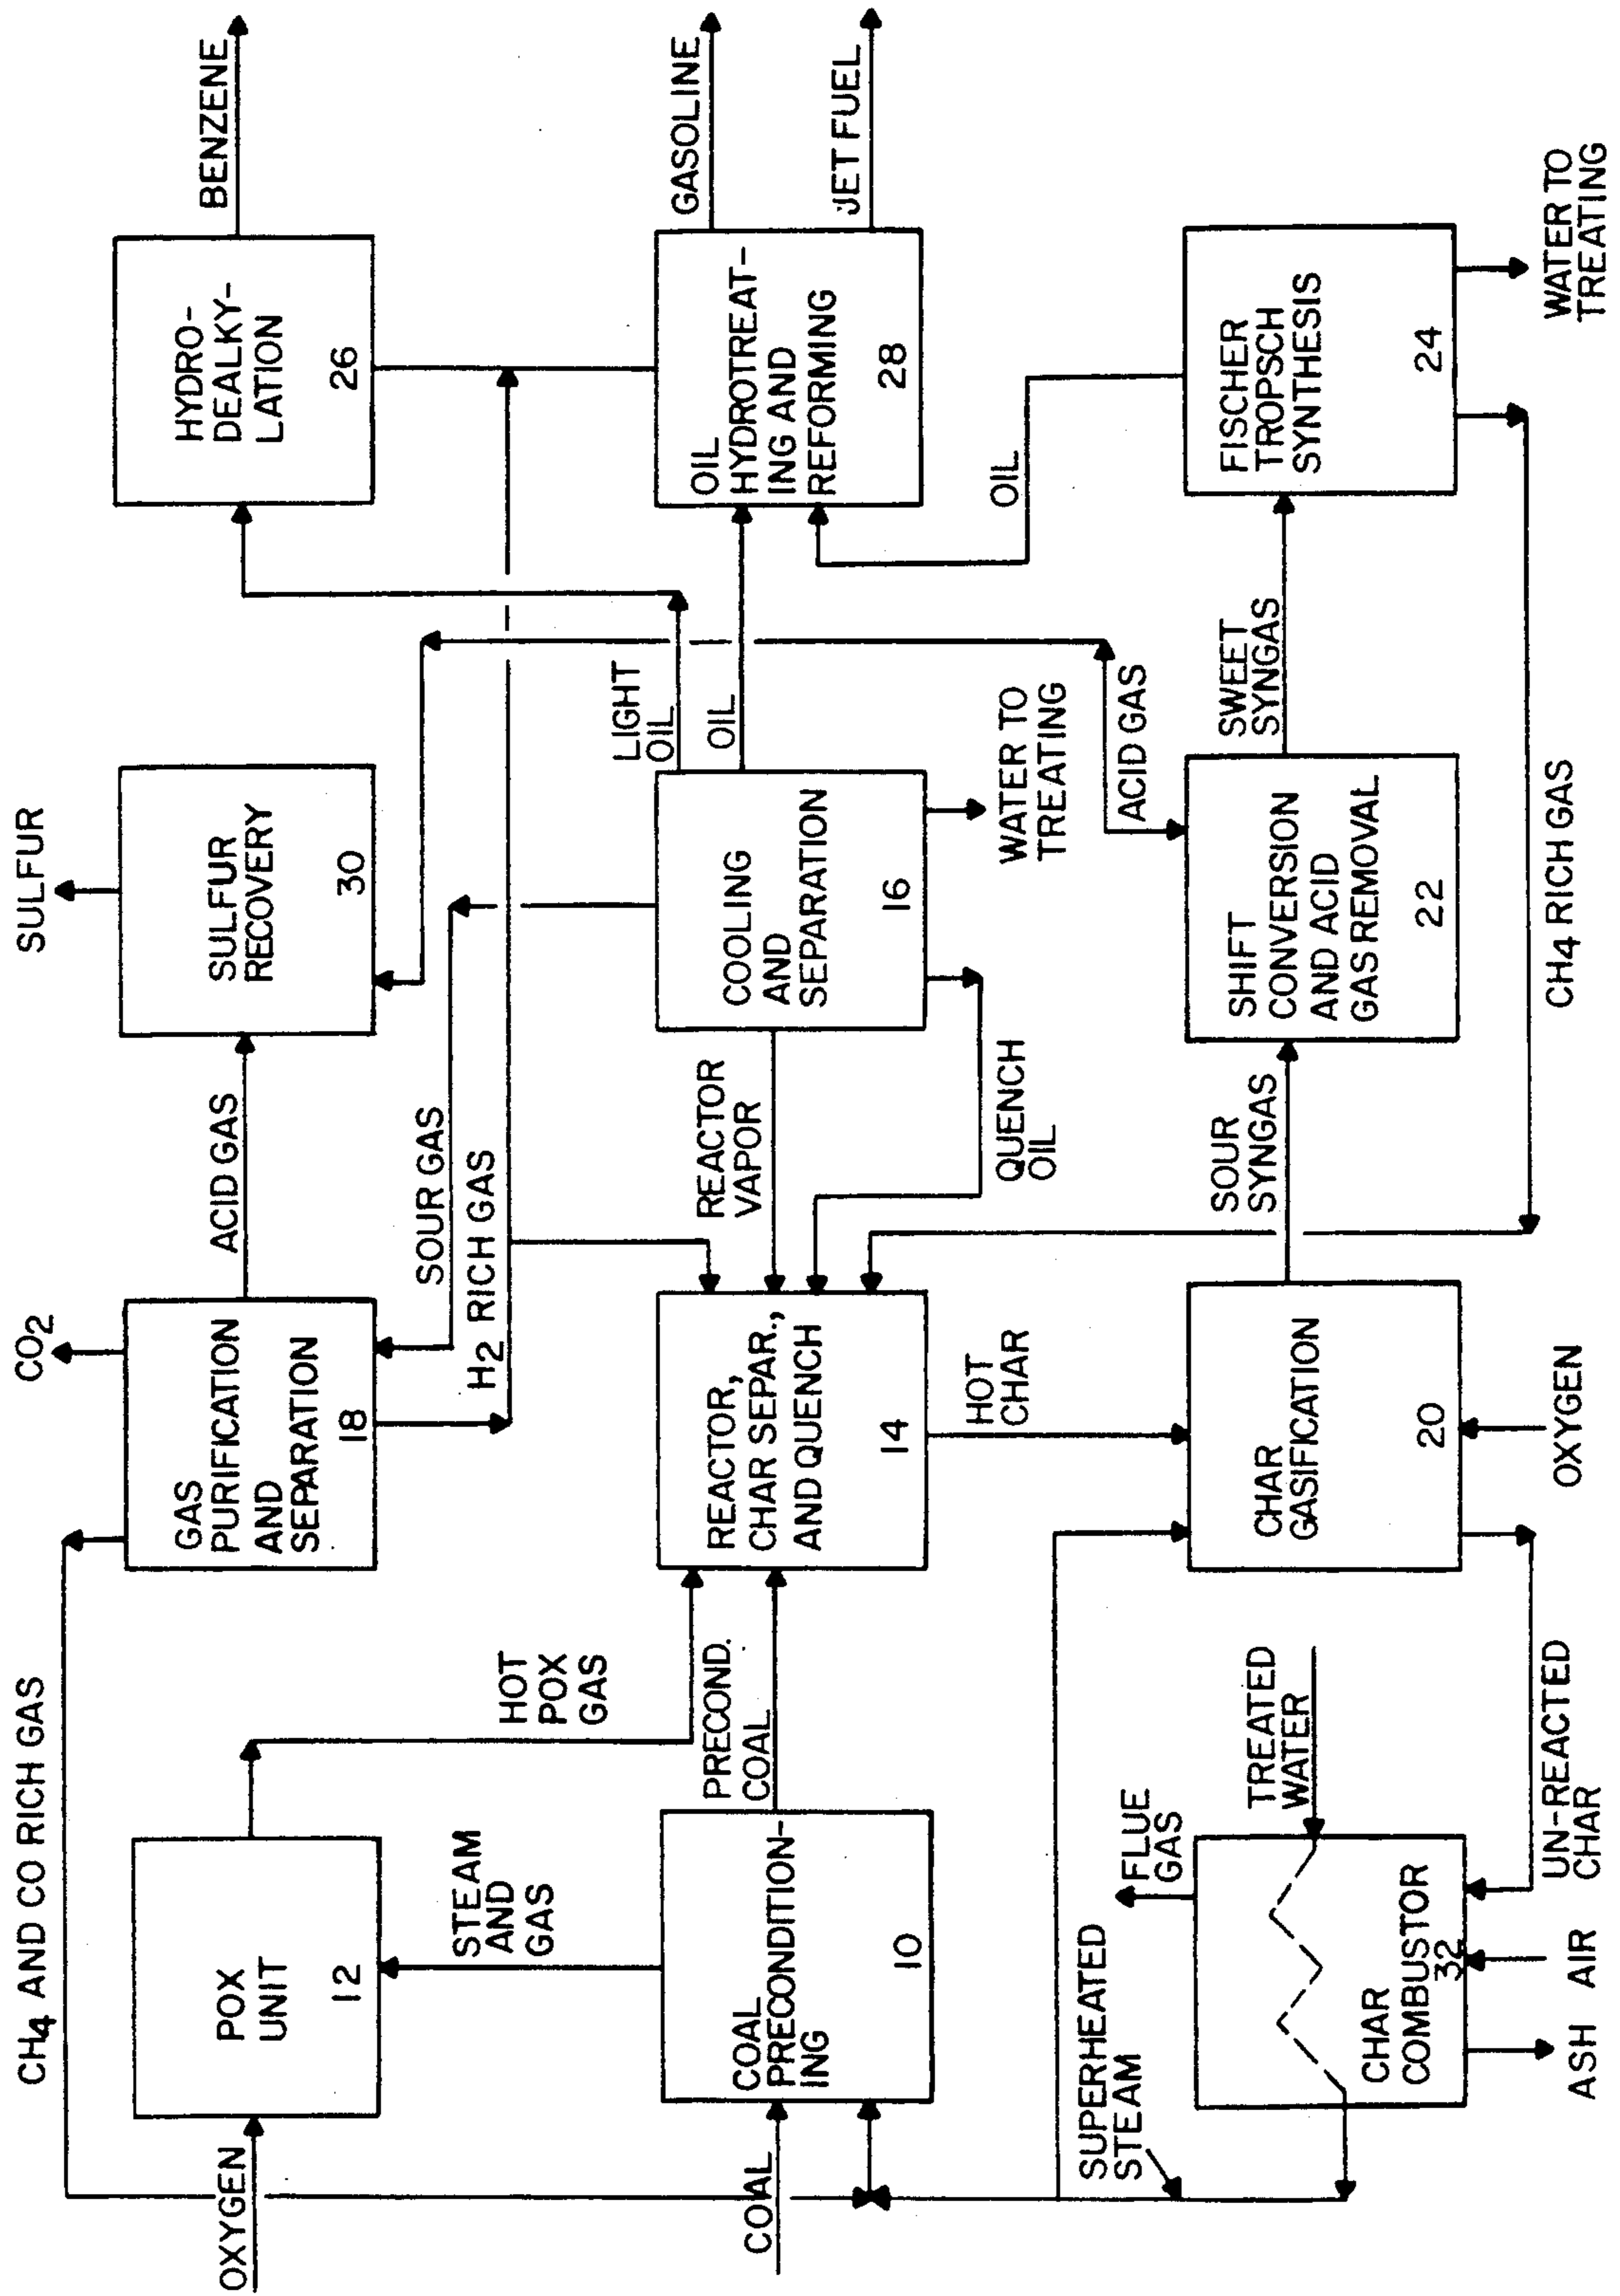 CH4 AND CO RICH GAS
CO2
SULFUR
OXYGEN
POX
UNIT
12
GAS
PURIFICATION
AND
SEPARATION
18
ACID GAS
SULFUR
RECOVERY
30
HYDRO-
DEALKY-
LATION
26
BENZENE
STEAM
AND
GAS
HOT
POX
GAS
SOUR GAS
H2 RICH GAS
LIGHT
OIL
COAL
COAL
PRECONDITION-
ING
10
PRECOND.
COAL
REACTOR,
CHAR SEPAR.,
AND QUENCH
14
REACTOR
VAPOR
COOLING
AND
SEPARATION
16
OIL
OIL
HYDROTREAT-
ING AND
REFORMING
28
GASOLINE
JET FUEL
HOT
CHAR
QUENCH
OIL
WATER TO
TREATING
OIL
SUPERHEATED
STEAM
FLUE
GAS
TREATED
WATER
ACID GAS
CHAR
COMBUSTOR
32
CHAR
GASIFICATION
20
SOUR
SYNGAS
SHIFT
CONVERSION
AND ACID
GAS REMOVAL
22
SWEET
SYNGAS
FISCHER
TROPSCH
SYNTHESIS
24
ASH
AIR
UN-REACTED
CHAR
OXYGEN
CH4 RICH GAS
WATER TO
TREATING